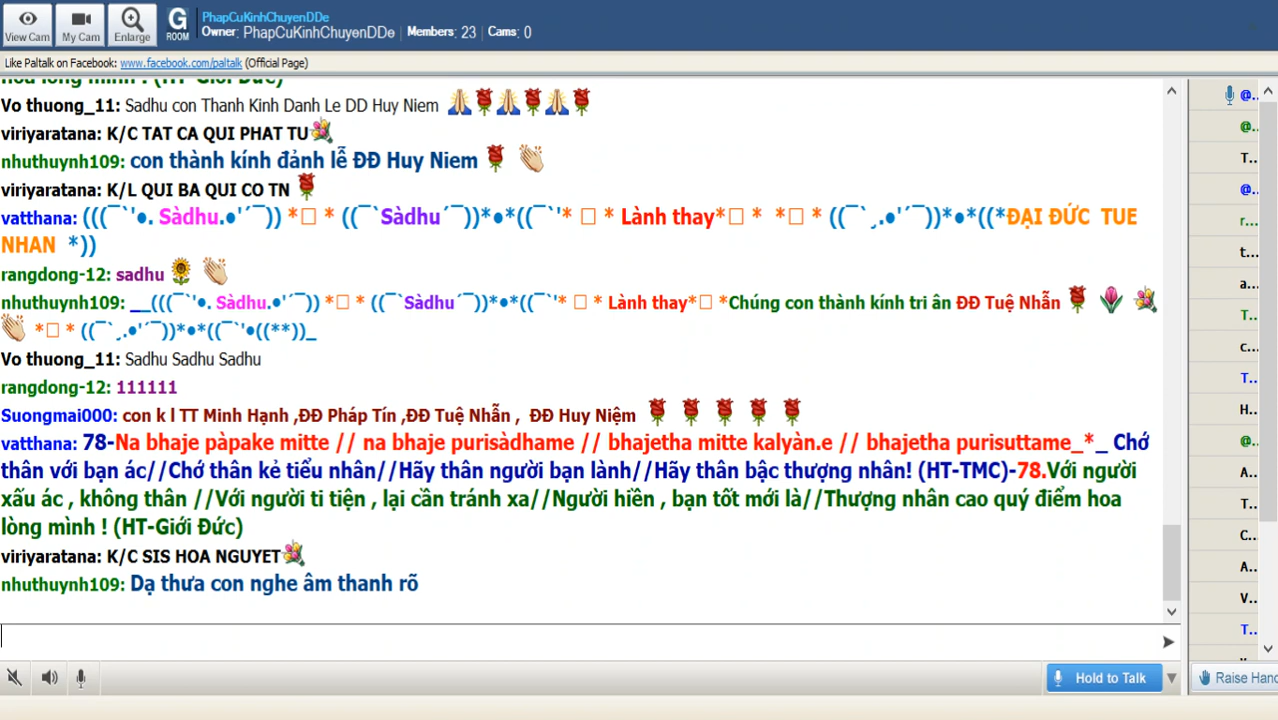 PhapCuKinhChuyenDDe
Owner: PhapCuKinhChuyenDDe Members: 23 Cams: 0
View Cam My Cam Enlarge G ROOM
Like Paltalk on Facebook: www.facebook.com/paltalk (Official Page)
hoa lòng mình ! (HT-Giới Đức)
Vo thuong_11: Sadhu con Thanh Kinh Danh Le DD Huy Niem
viriyaratana: K/C TAT CA QUI PHAT TU
nhuthuynh109: con thành kính đảnh lễ ĐĐ Huy Niem
viriyaratana: K/L QUI BA QUI CO TN
vatthana: (((¯`'•. Sàdhu.•'´¯)) *□ * ((¯`Sàdhu´¯))*•*((¯`'* □ * Lành thay*□ * *□ * ((¯`¸.•'´¯))*•*((*ĐẠI ĐỨC TUE
NHAN *))
rangdong-12: sadhu
nhuthuynh109: __(((¯`'•. Sàdhu.•'´¯)) *□ * ((¯`Sàdhu´¯))*•*((¯`'* □ * Lành thay*□ *Chúng con thành kính tri ân ĐĐ Tuệ Nhẫn
*□ * ((¯`¸.•'´¯))*•*((¯`'•((**))_
Vo thuong_11: Sadhu Sadhu Sadhu
rangdong-12: 111111
Suongmai000: con k l TT Minh Hạnh ,ĐĐ Pháp Tín ,ĐĐ Tuệ Nhẫn , ĐĐ Huy Niệm
vatthana: 78-Na bhaje pàpake mitte // na bhaje purisàdhame // bhajetha mitte kalyàn.e // bhajetha purisuttame_*_ Chớ
thân với bạn ác//Chớ thân kẻ tiểu nhân//Hãy thân người bạn lành//Hãy thân bậc thượng nhân! (HT-TMC)-78.Với người
xấu ác , không thân //Với người ti tiện , lại cần tránh xa//Người hiền , bạn tốt mới là//Thượng nhân cao quý điểm hoa
lòng mình ! (HT-Giới Đức)
viriyaratana: K/C SIS HOA NGUYET
nhuthuynh109: Dạ thưa con nghe âm thanh rõ
@..
@.
T..
@..
r..
t..
a..
T..
c..
T..
H..
@.
A..
T..
C..
A..
V..
T..
Hold to Talk
Raise Hand